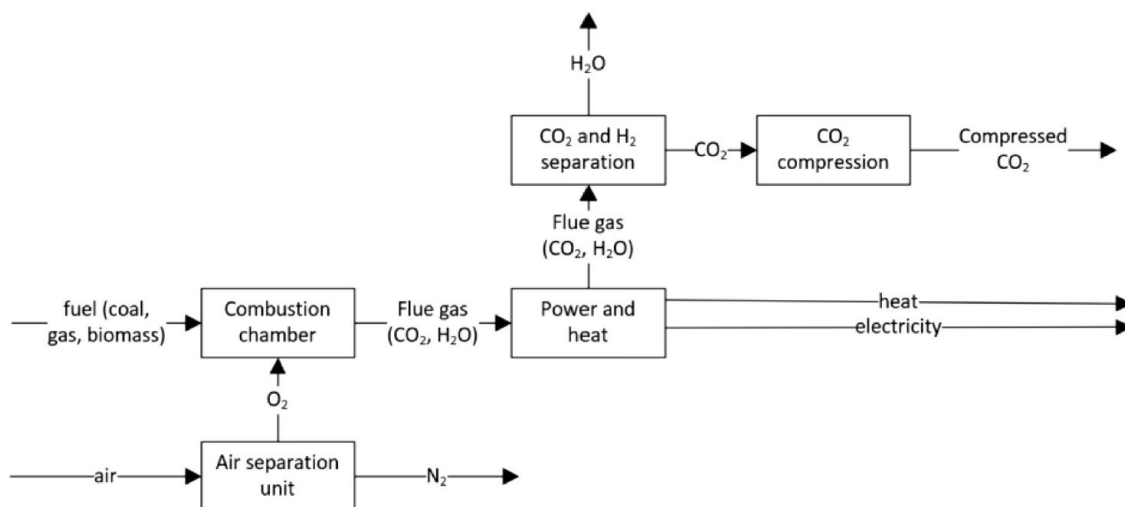 H₂O
CO₂ and H₂
separation
CO₂
CO₂
compression
Compressed
CO₂
Flue gas
(CO₂, H₂O)
fuel (coal,
gas, biomass)
Combustion
chamber
Flue gas
(CO₂, H₂O)
Power and
heat
heat
electricity
O₂
air
Air separation
unit
N₂